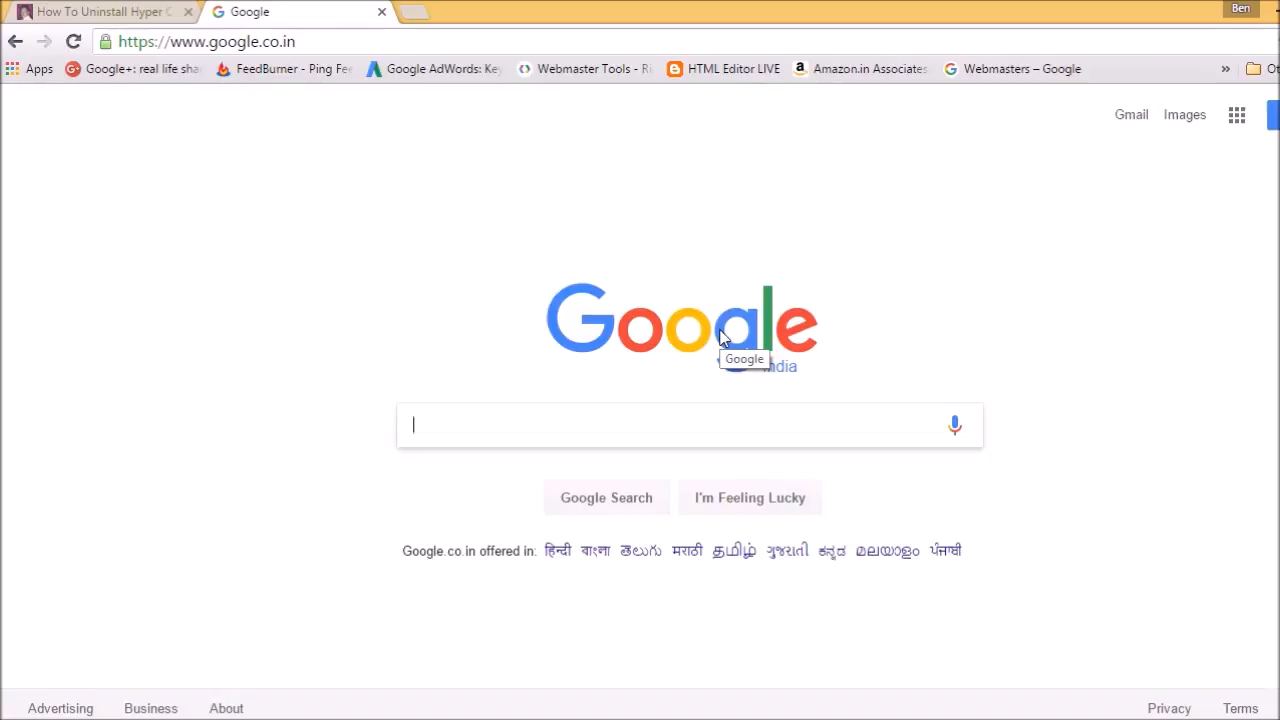 How To Uninstall Hyper
Google
Ben
https://www.google.co.in
Apps Google+: real life sha FeedBurner - Ping Fe Google AdWords: Ke Webmaster Tools - HTML Editor LIVE Amazon.in Associates Webmasters – Google » Ot
Gmail Images
Google
Google
India
Google Search I'm Feeling Lucky
Google.co.in offered in: हिन्दी বাংলা తెలుగు मराठी தமிழ் ગુજરાતી ಕನ್ನಡ മലയാളം ਪੰਜਾਬੀ
Advertising Business About Privacy Terms